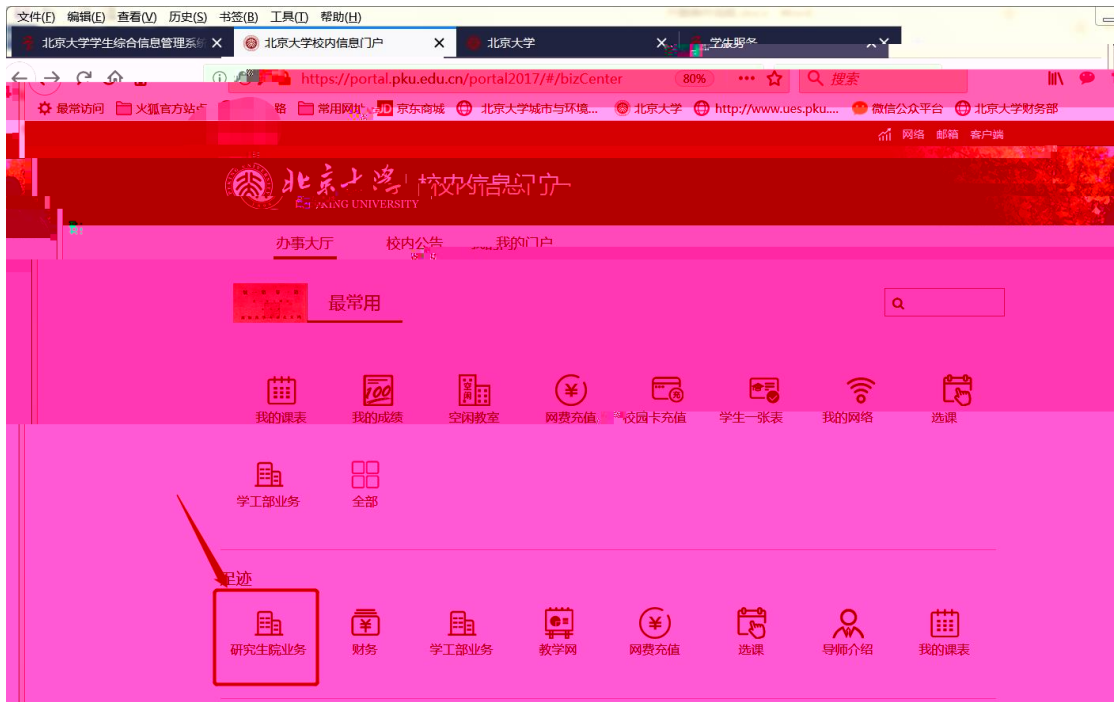 文件(F) 编辑(E) 查看(V) 历史(S) 书签(B) 工具(T) 帮助(H)
北京大学学生综合信息管理系统 × 北京大学校内信息门户 × 北京大学 × 学生服务 ×
https://portal.pku.edu.cn/portal2017/#/bizCenter 80% 搜索
最常访问 火狐官方站点 常用网址 JD 京东商城 北京大学城市与环境... 北京大学 http://www.ues.pku.... 微信公众平台 北京大学财务部
网络 邮箱 客户端
北京大学 校内信息门户
PEKING UNIVERSITY
办事大厅 校内公告 我的门户
最常用
100
我的课表 我的成绩 空闲教室 网费充值 校园卡充值 学生一张表 我的网络 选课
学工部业务 全部
足迹
研究生院业务 财务 学工部业务 教学网 网费充值 选课 导师介绍 我的课表